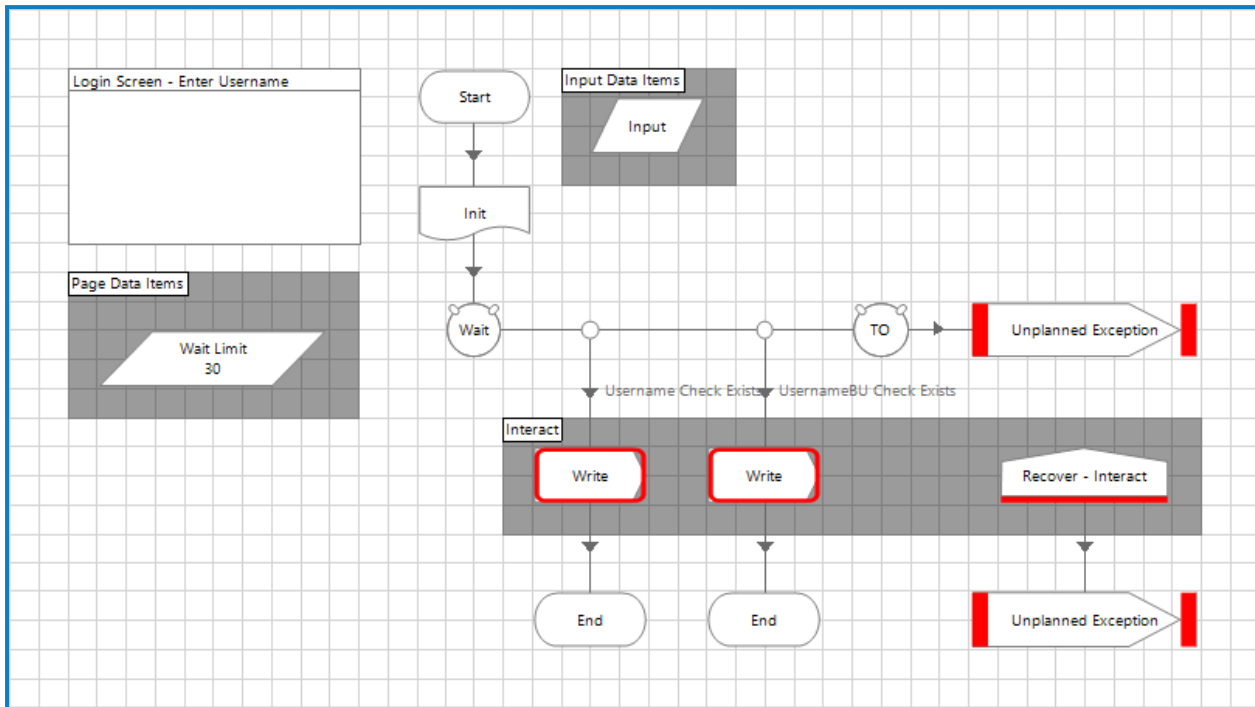 Login Screen - Enter Username
Start
Input Data Items
Input
Init
Page Data Items
Wait Limit
30
Wait
TO
Unplanned Exception
Username Check Exists
UsernameBU Check Exists
Interact
Write
Write
Recover - Interact
End
End
Unplanned Exception